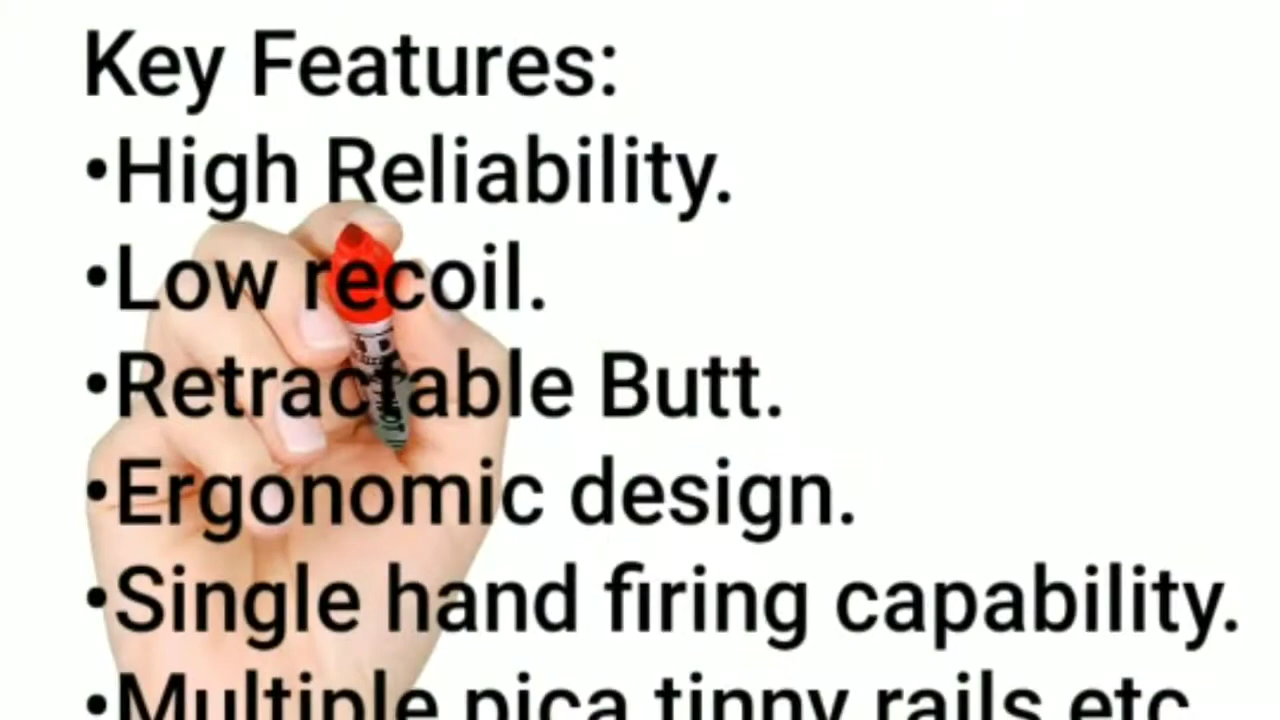 Key Features:
•High Reliability.
•Low recoil.
•Retractable Butt.
•Ergonomic design.
•Single hand firing capability.
•Multiple pica tinny rails etc